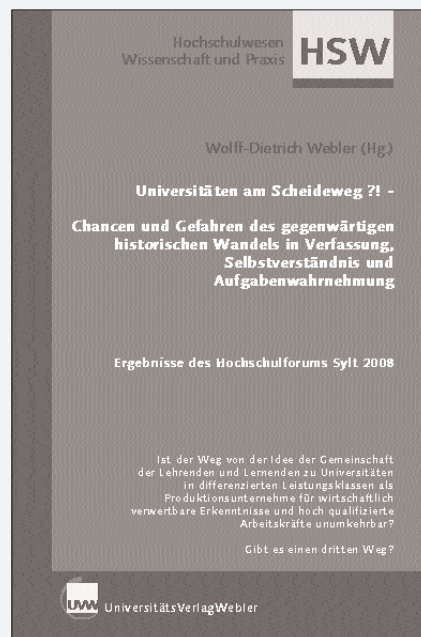 Hochschulwesen
Wissenschaft und Praxis
HSW
Wolff-Dietrich Webler (Hg.)
Universitäten am Scheideweg ?! -
Chancen und Gefahren des gegenwärtigen
historischen Wandels in Verfassung,
Selbstverständnis und
Aufgabenwahrnehmung
Ergebnisse des Hochschulforums Sylt 2008
Ist der Weg von der Idee der Gemeinschaft
der Lehrenden und Lernenden zu Universitäten
in differenzierten Leistungsklassen als
Produktionsunternehme für wirtschaftlich
verwertbare Erkenntnisse und hoch qualifizierte
Arbeitskräfte unumkehrbar?
Gibt es einen dritten Weg?
UVW UniversitätsVerlagWebler